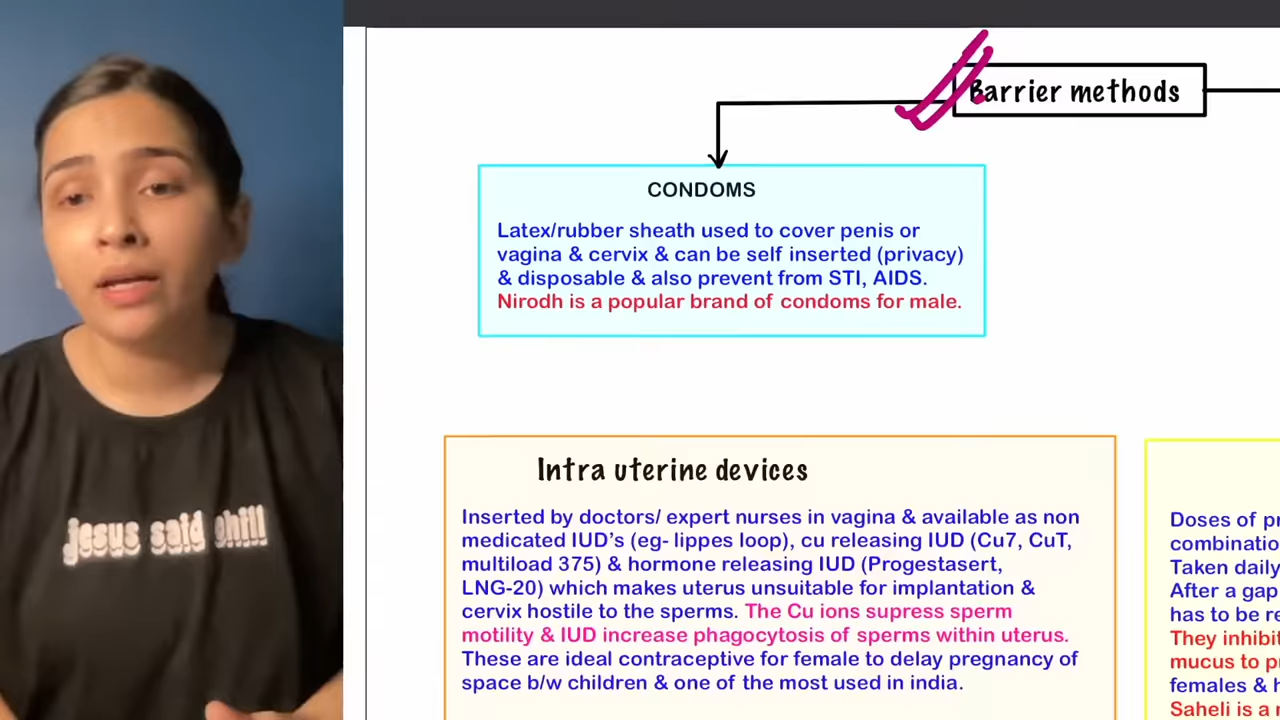 jesus said chill
Barrier methods
CONDOMS
Latex/rubber sheath used to cover penis or
vagina & cervix & can be self inserted (privacy)
& disposable & also prevent from STI, AIDS.
Nirodh is a popular brand of condoms for male.
Intra uterine devices
Inserted by doctors/ expert nurses in vagina & available as non
medicated IUD's (eg- lippes loop), cu releasing IUD (Cu7, CuT,
multiload 375) & hormone releasing IUD (Progestasert,
LNG-20) which makes uterus unsuitable for implantation &
cervix hostile to the sperms. The Cu ions supress sperm
motility & IUD increase phagocytosis of sperms within uterus.
These are ideal contraceptive for female to delay pregnancy of
space b/w children & one of the most used in india.
Doses of
Taken daily
After a gap
has to be
They
mucus to
females &
Saheli is a